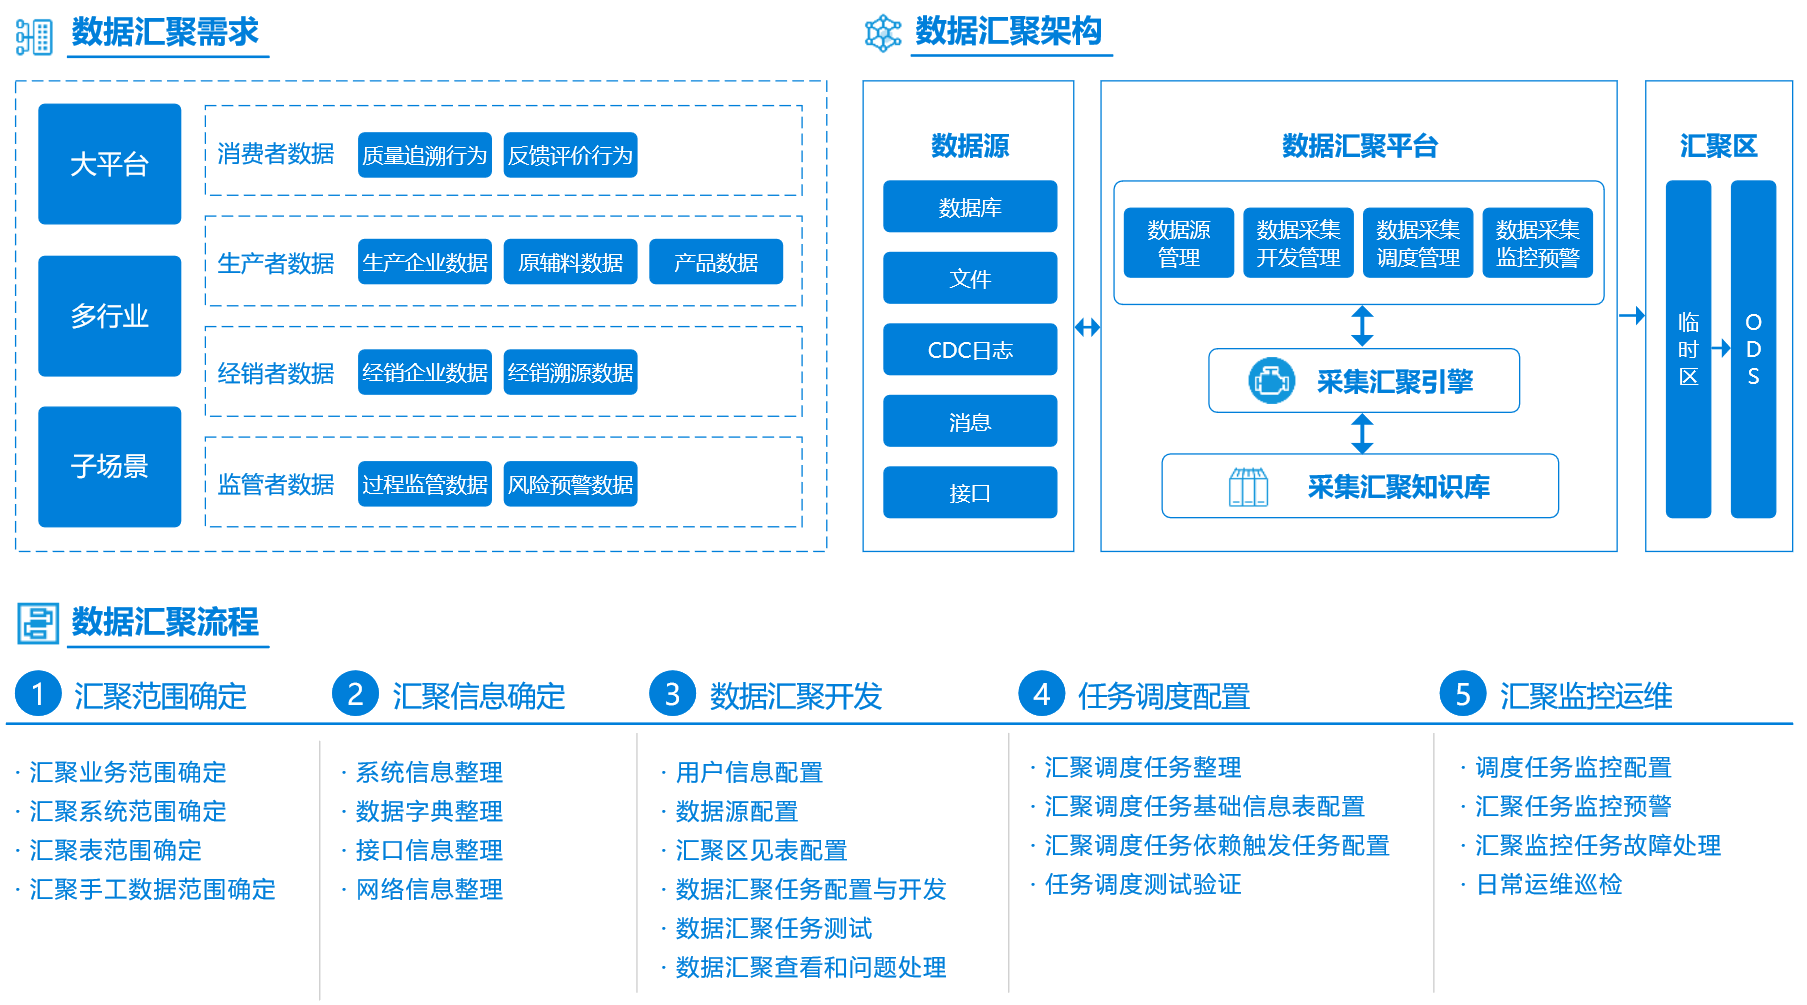 数据汇聚需求
大平台
多行业
子场景
消费者数据
质量追溯行为
反馈评价行为
生产者数据
生产企业数据
原辅料数据
产品数据
经销者数据
经销企业数据
经销溯源数据
监管者数据
过程监管数据
风险预警数据
数据汇聚架构
数据源
数据库
文件
CDC日志
消息
接口
数据汇聚平台
数据源
管理
数据采集
开发管理
数据采集
调度管理
数据采集
监控预警
采集汇聚引擎
采集汇聚知识库
汇聚区
临
时
区
O
D
S
数据汇聚流程
1 汇聚范围确定
· 汇聚业务范围确定
· 汇聚系统范围确定
· 汇聚表范围确定
· 汇聚手工数据范围确定
2 汇聚信息确定
· 系统信息整理
· 数据字典整理
· 接口信息整理
· 网络信息整理
3 数据汇聚开发
· 用户信息配置
· 数据源配置
· 汇聚区见表配置
· 数据汇聚任务配置与开发
· 数据汇聚任务测试
· 数据汇聚查看和问题处理
4 任务调度配置
· 汇聚调度任务整理
· 汇聚调度任务基础信息表配置
· 汇聚调度任务依赖触发任务配置
· 任务调度测试验证
5 汇聚监控运维
· 调度任务监控配置
· 汇聚任务监控预警
· 汇聚监控任务故障处理
· 日常运维巡检